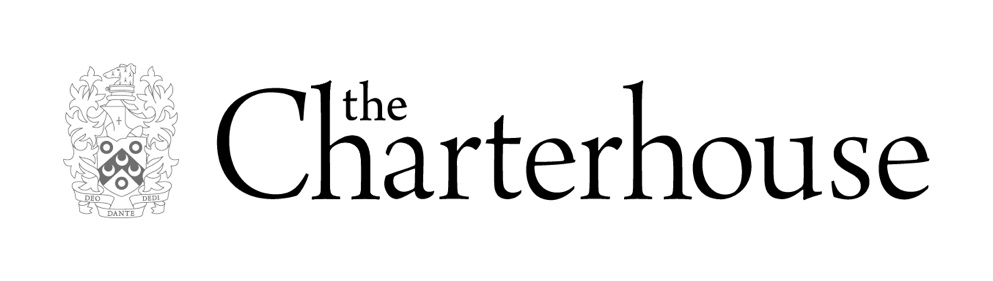 the
Charterhouse
DEO DANTE DEDI